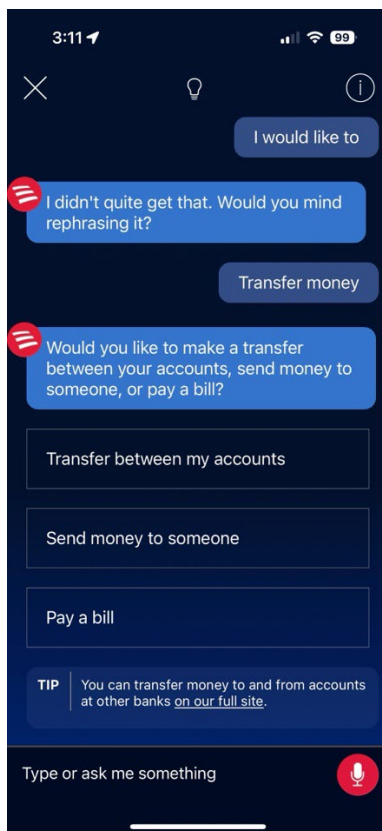 3:11
99
I would like to
I didn't quite get that. Would you mind
rephrasing it?
Transfer money
Would you like to make a transfer
between your accounts, send money to
someone, or pay a bill?
Transfer between my accounts
Send money to someone
Pay a bill
TIP
You can transfer money to and from accounts
at other banks on our full site.
Type or ask me something